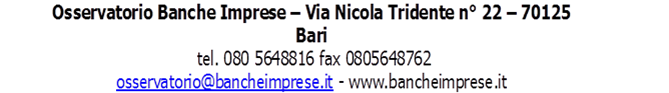 Osservatorio Banche Imprese – Via Nicola Tridente n° 22 – 70125
Bari
tel. 080 5648816 fax 0805648762
osservatorio@bancheimprese.it - www.bancheimprese.it